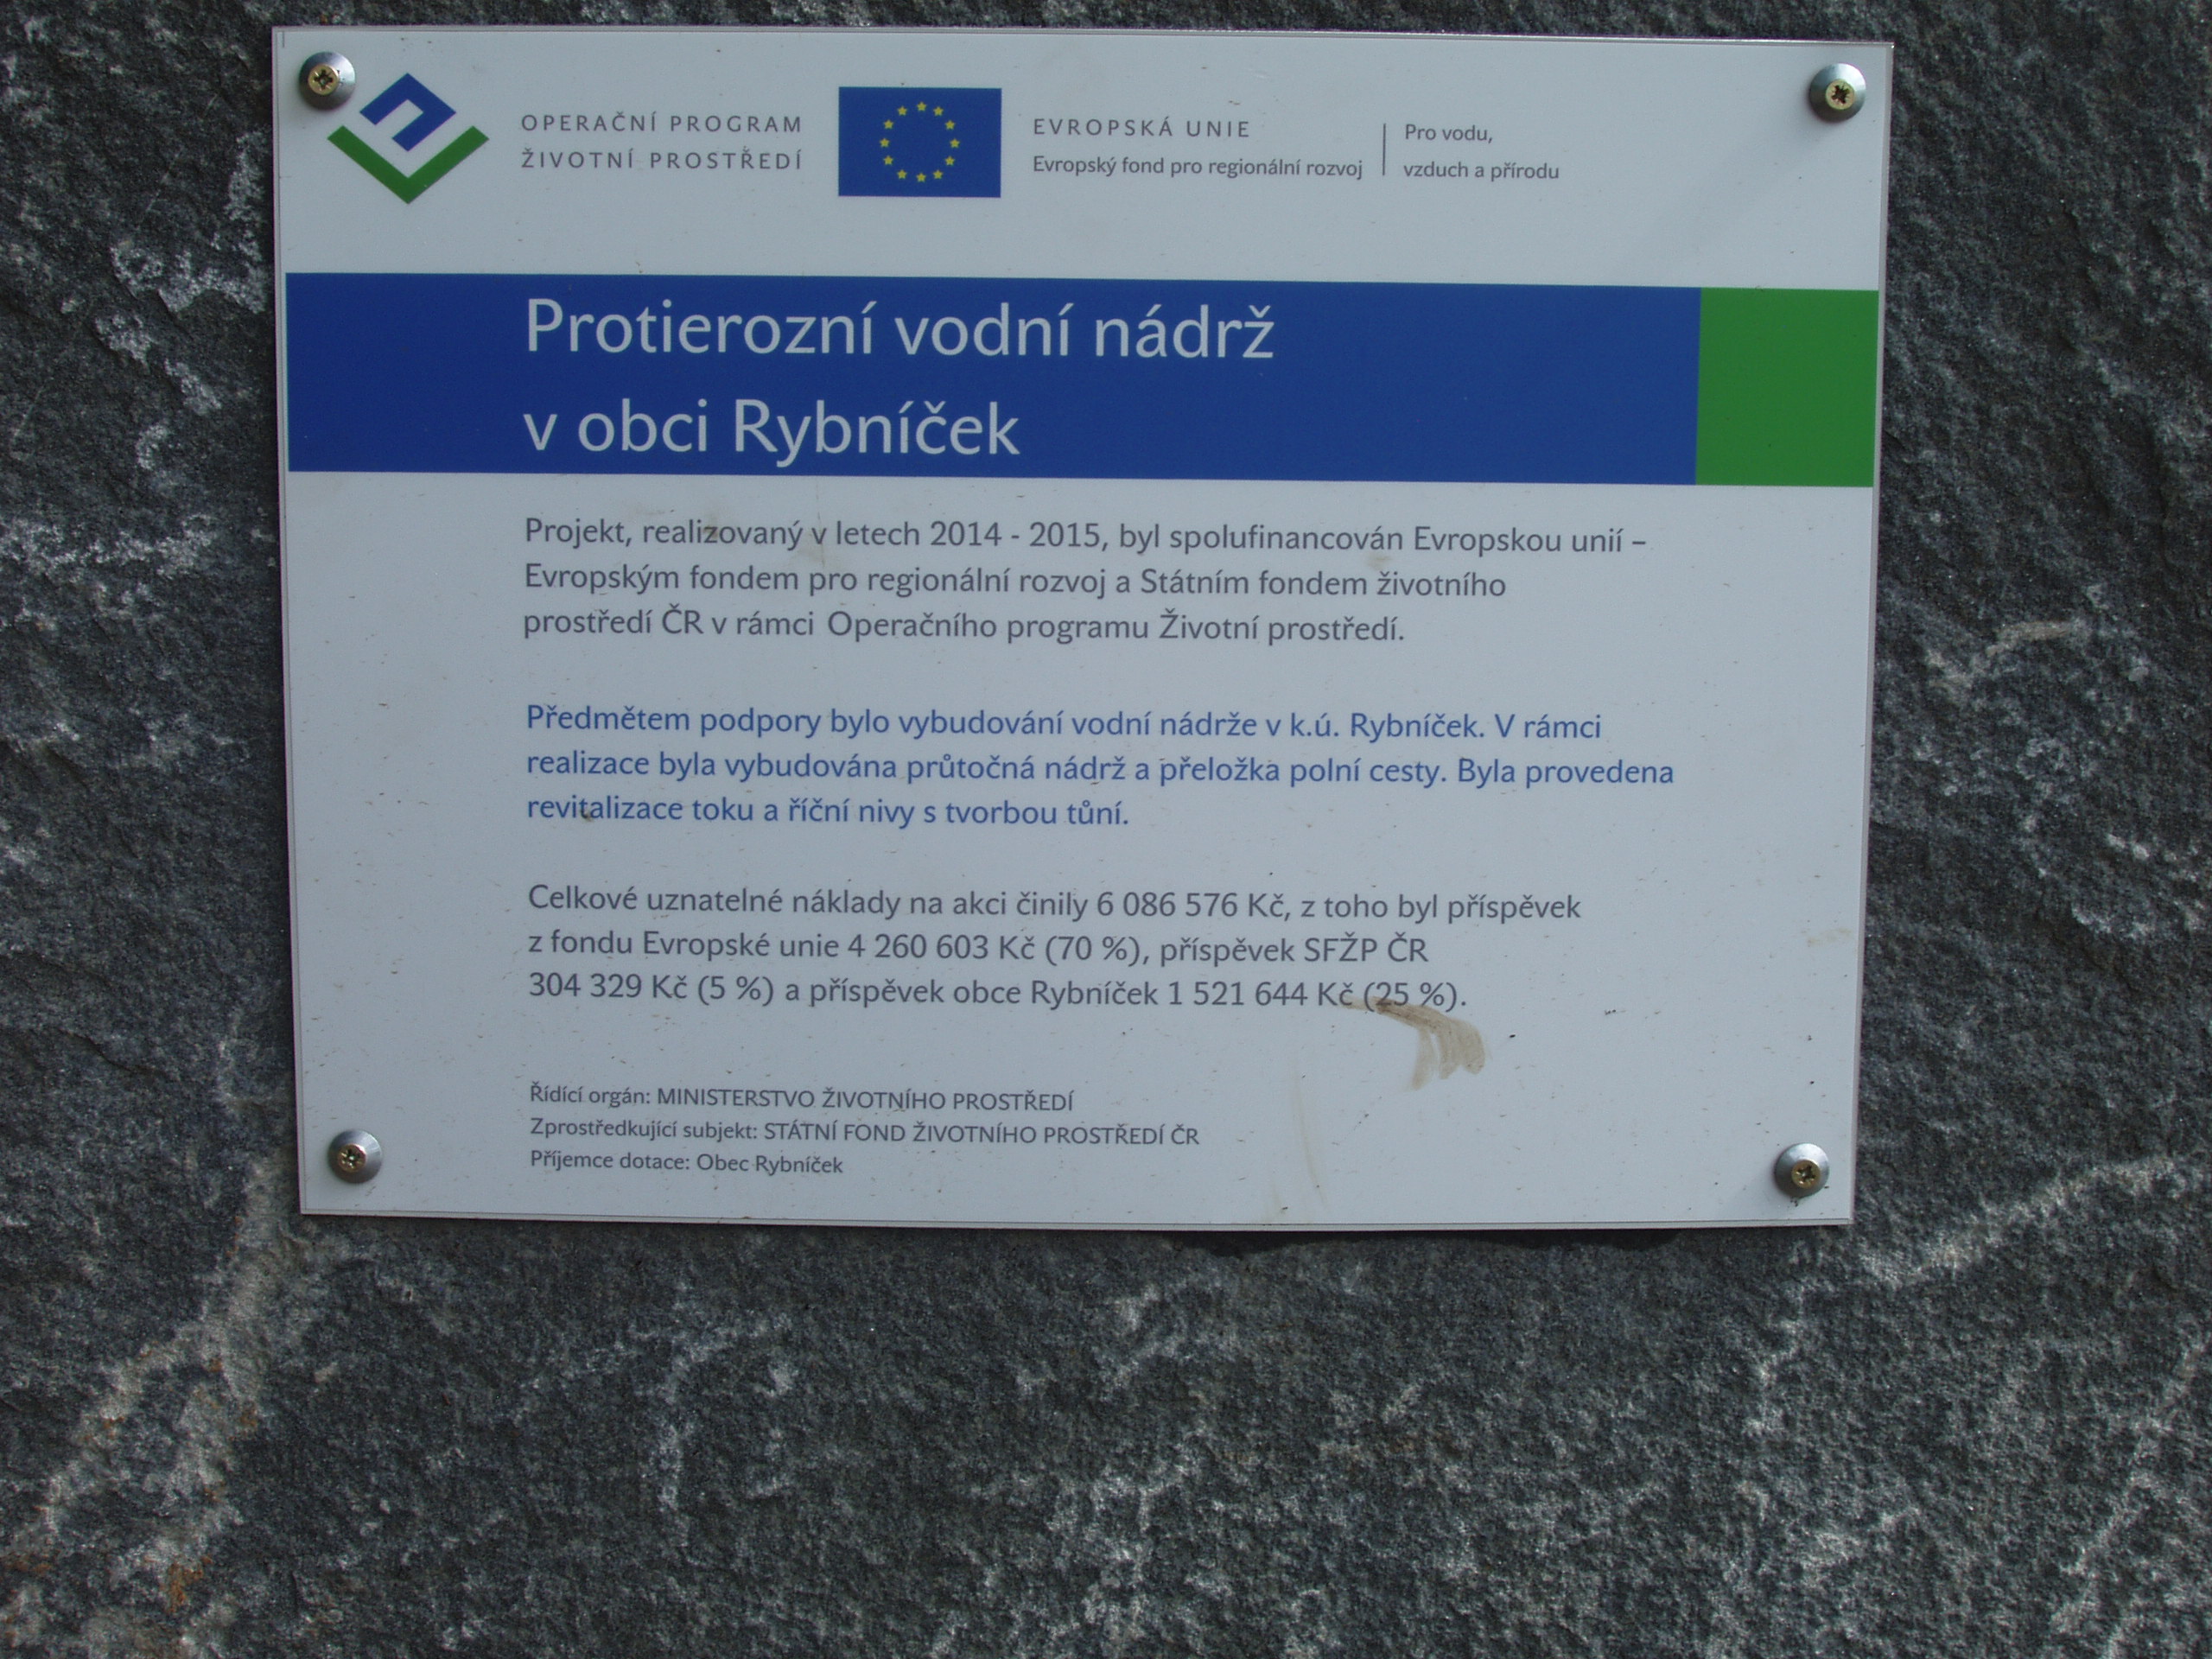 OPERAČNÍ PROGRAM
ŽIVOTNÍ PROSTŘEDÍ
EVROPSKÁ UNIE
Evropský fond pro regionální rozvoj
Pro vodu,
vzduch a přírodu
Protierozní vodní nádrž
v obci Rybníček
Projekt, realizovaný v letech 2014 - 2015, byl spolufinancován Evropskou unií –
Evropským fondem pro regionální rozvoj a Státním fondem životního
prostředí ČR v rámci Operačního programu Životní prostředí.
Předmětem podpory bylo vybudování vodní nádrže v k.ú. Rybníček. V rámci
realizace byla vybudována průtočná nádrž a přeložka polní cesty. Byla provedena
revitalizace toku a říční nivy s tvorbou tůní.
Celkové uznatelné náklady na akci činily 6 086 576 Kč, z toho byl příspěvek
z fondu Evropské unie 4 260 603 Kč (70 %), příspěvek SFŽP ČR
304 329 Kč (5 %) a příspěvek obce Rybníček 1 521 644 Kč (25 %).
Řídící orgán: MINISTERSTVO ŽIVOTNÍHO PROSTŘEDÍ
Zprostředkující subjekt: STÁTNÍ FOND ŽIVOTNÍHO PROSTŘEDÍ ČR
Příjemce dotace: Obec Rybníček